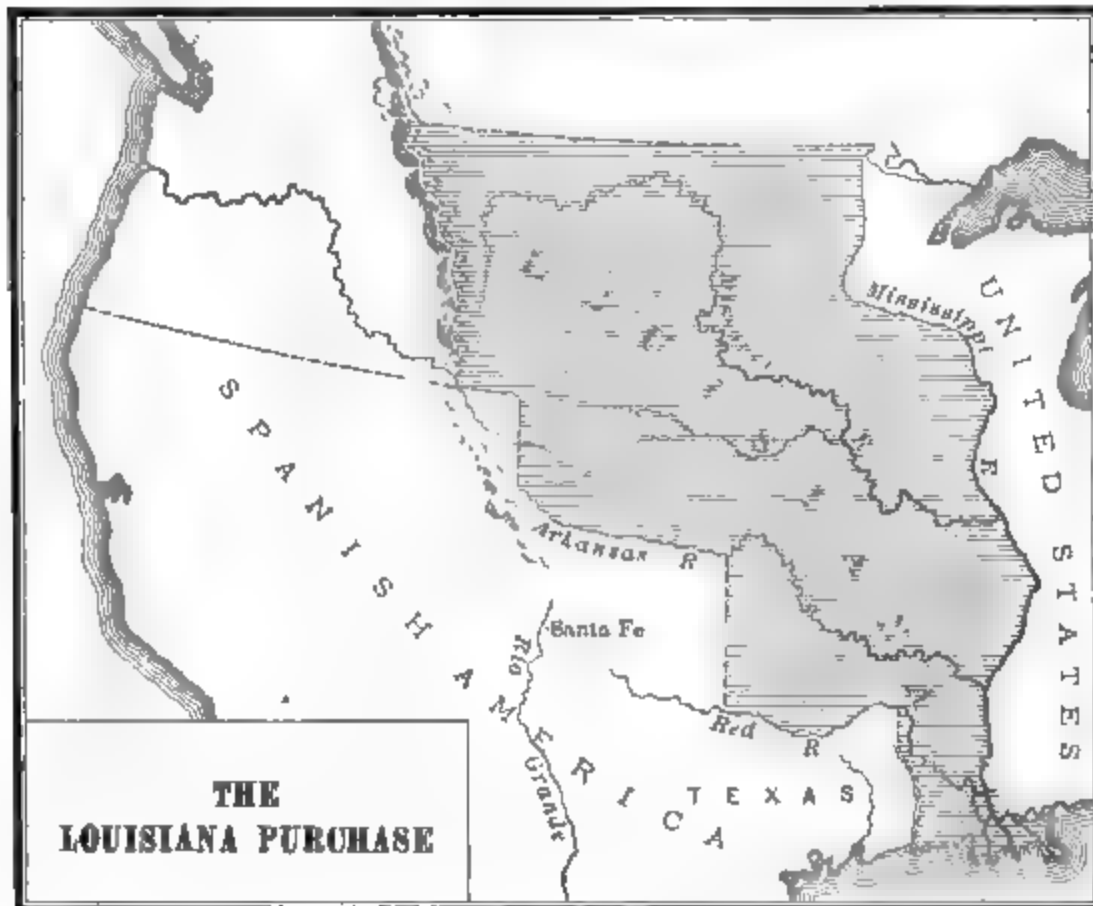 Mississippi
R
UNITED STATES
SPANISH AMERICA
Arkansas R
Santa Fe
Rio Grande
Red R
TEXAS
THE
LOUISIANA PURCHASE